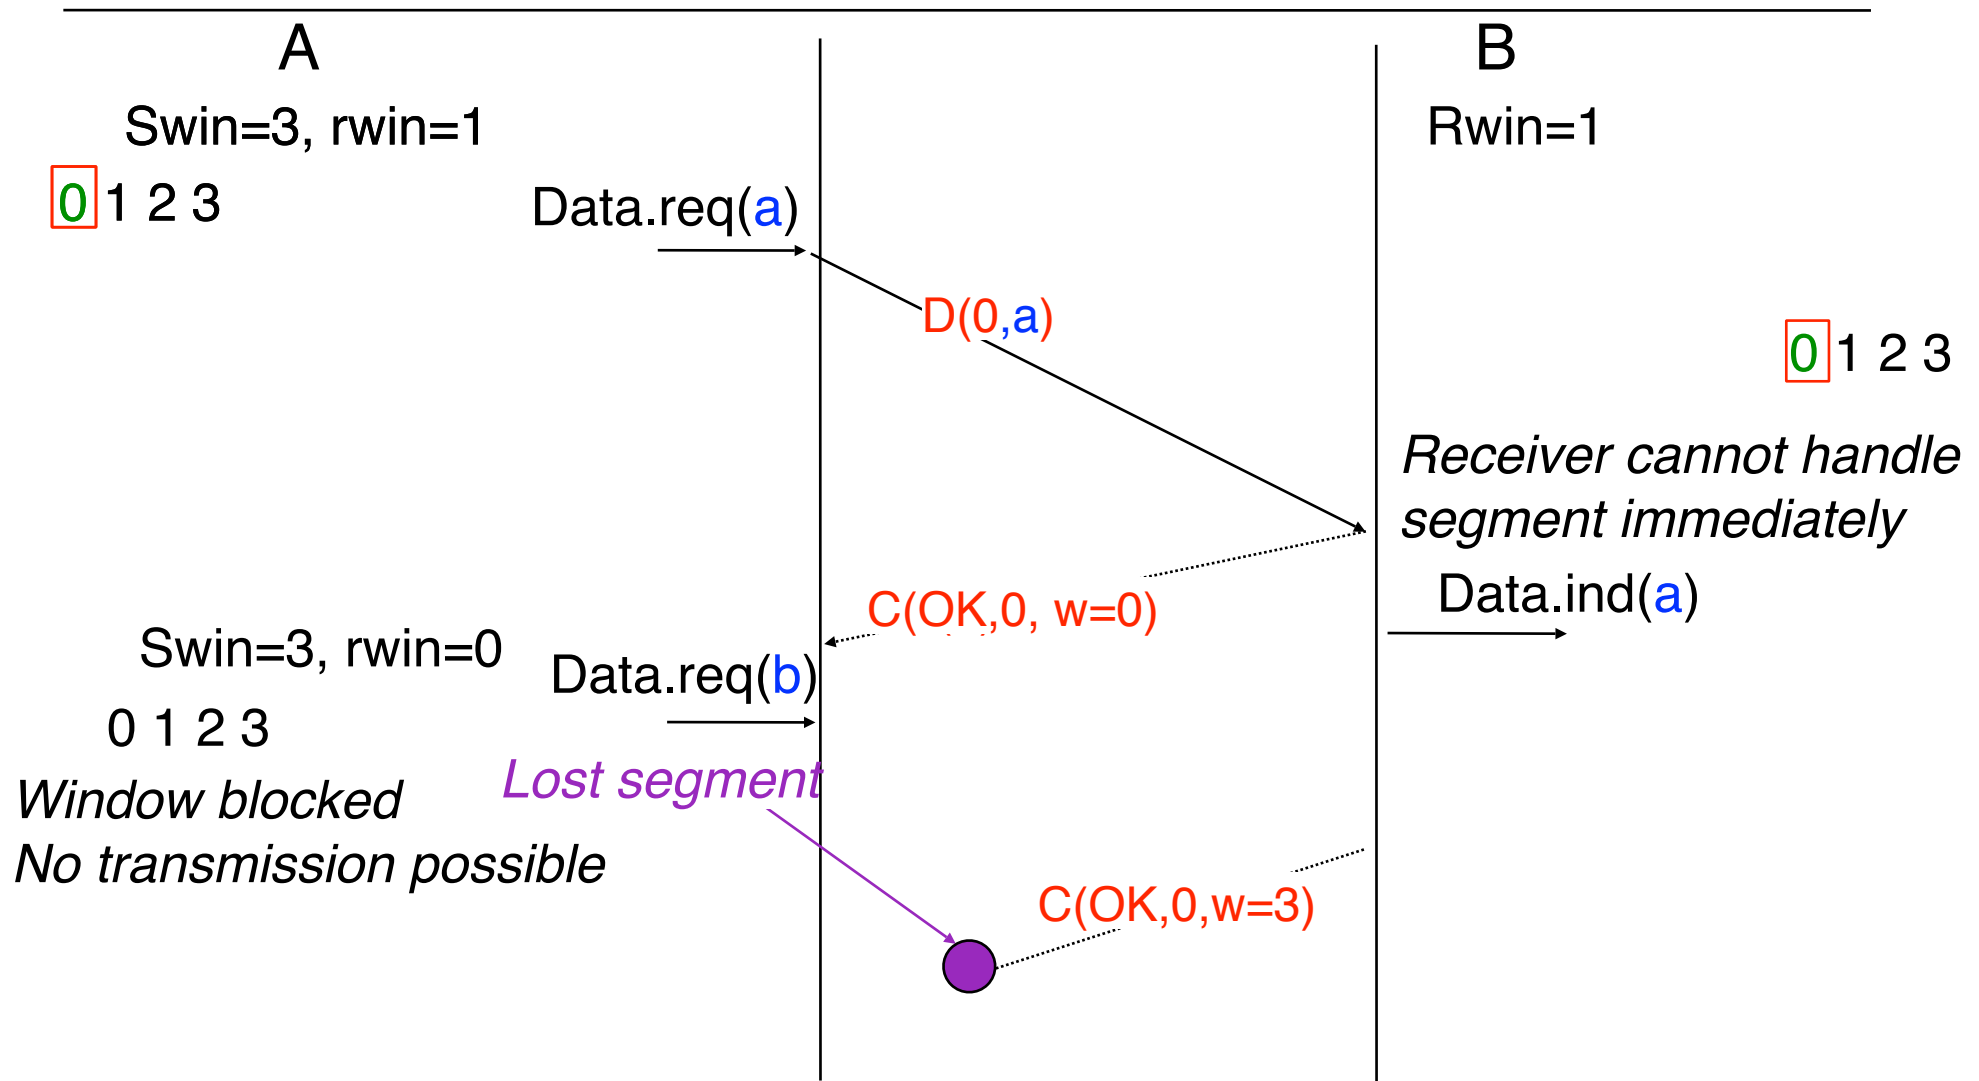 A
B
Swin=3, rwin=1
Rwin=1
0 1 2 3
Data.req(a)
D(0,a)
0 1 2 3
Receiver cannot handle
segment immediately
Data.ind(a)
C(OK,0, w=0)
Swin=3, rwin=0
Data.req(b)
0 1 2 3
Lost segment
Window blocked
No transmission possible
C(OK,0,w=3)